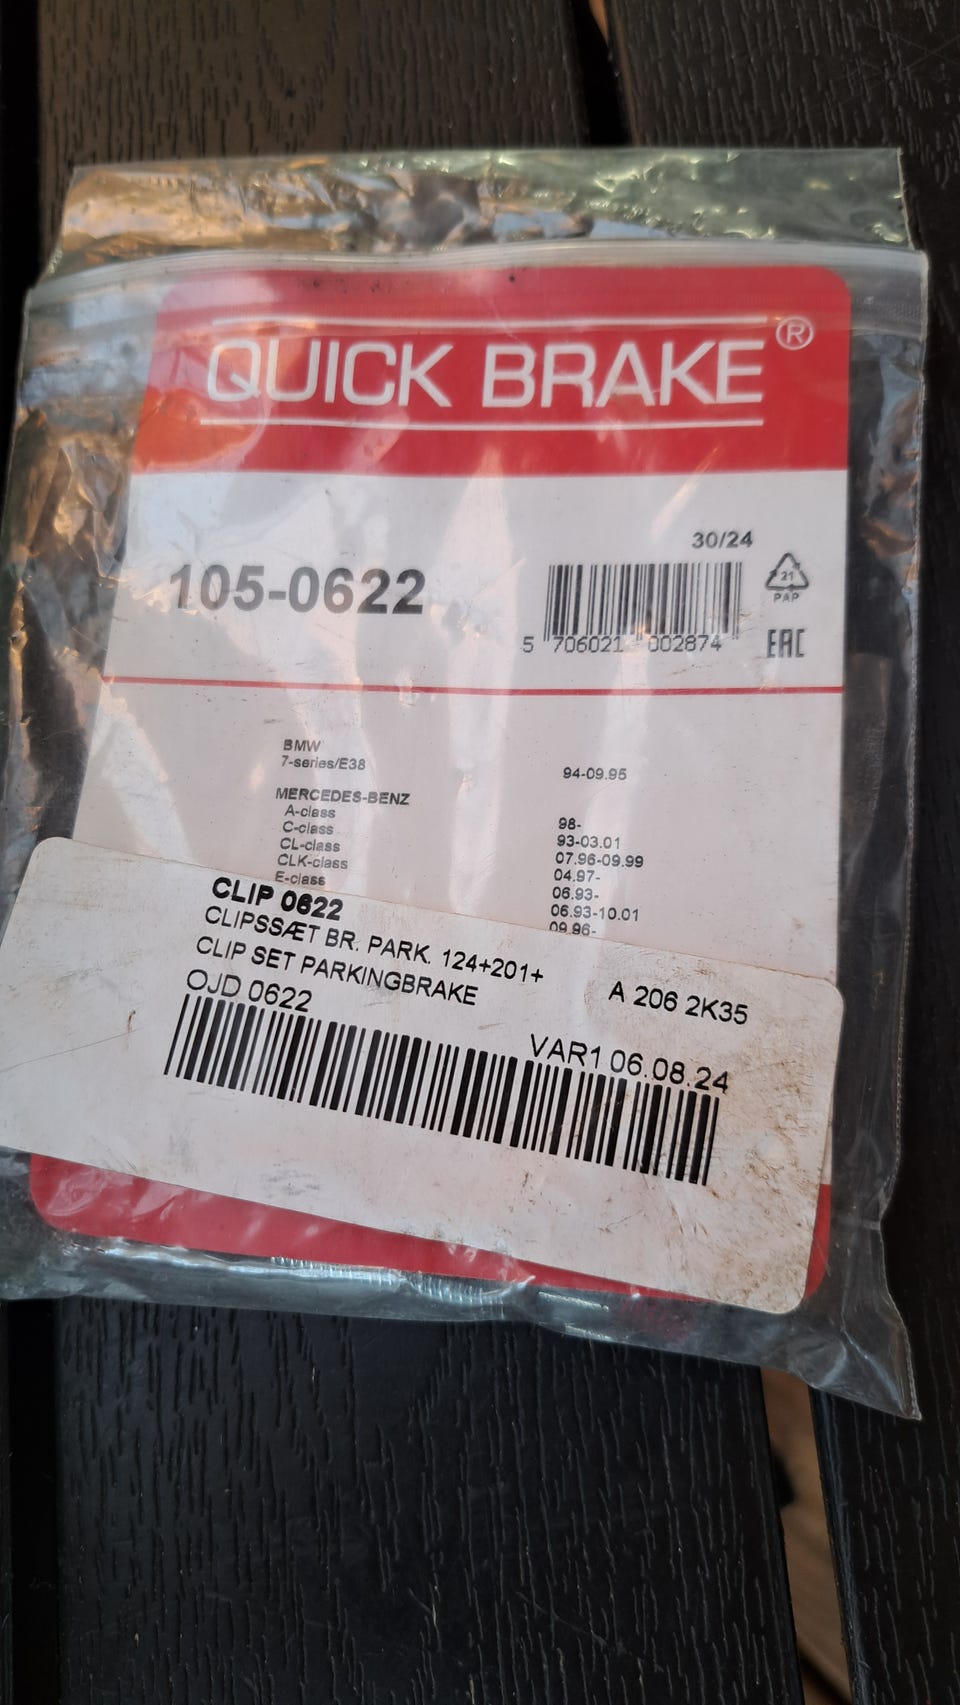 QUICK BRAKE®
30/24
105-0622
21
PAP
5 706021 002874
EAC
BMW
7-series/E38 94-09.95
MERCEDES-BENZ
A-class 98-
C-class 93-03.01
CL-class 07.96-09.99
CLK-class 04.97-
E-class 06.93-
06.93-10.01
09.96-
CLIP 0622
CLIPSSÆT BR. PARK. 124+201+
CLIP SET PARKINGBRAKE
A 206 2K35
OJD 0622
VAR1 06.08.24